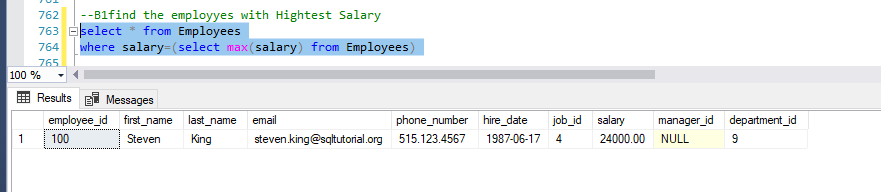 762 --B1find the employyes with Hightest Salary
763 select * from Employees
764 where salary=(select max(salary) from Employees)
765
100 %
Results Messages
employee_id first_name last_name email phone_number hire_date job_id salary manager_id department_id
1 100 Steven King steven.king@sqltutorial.org 515.123.4567 1987-06-17 4 24000.00 NULL 9